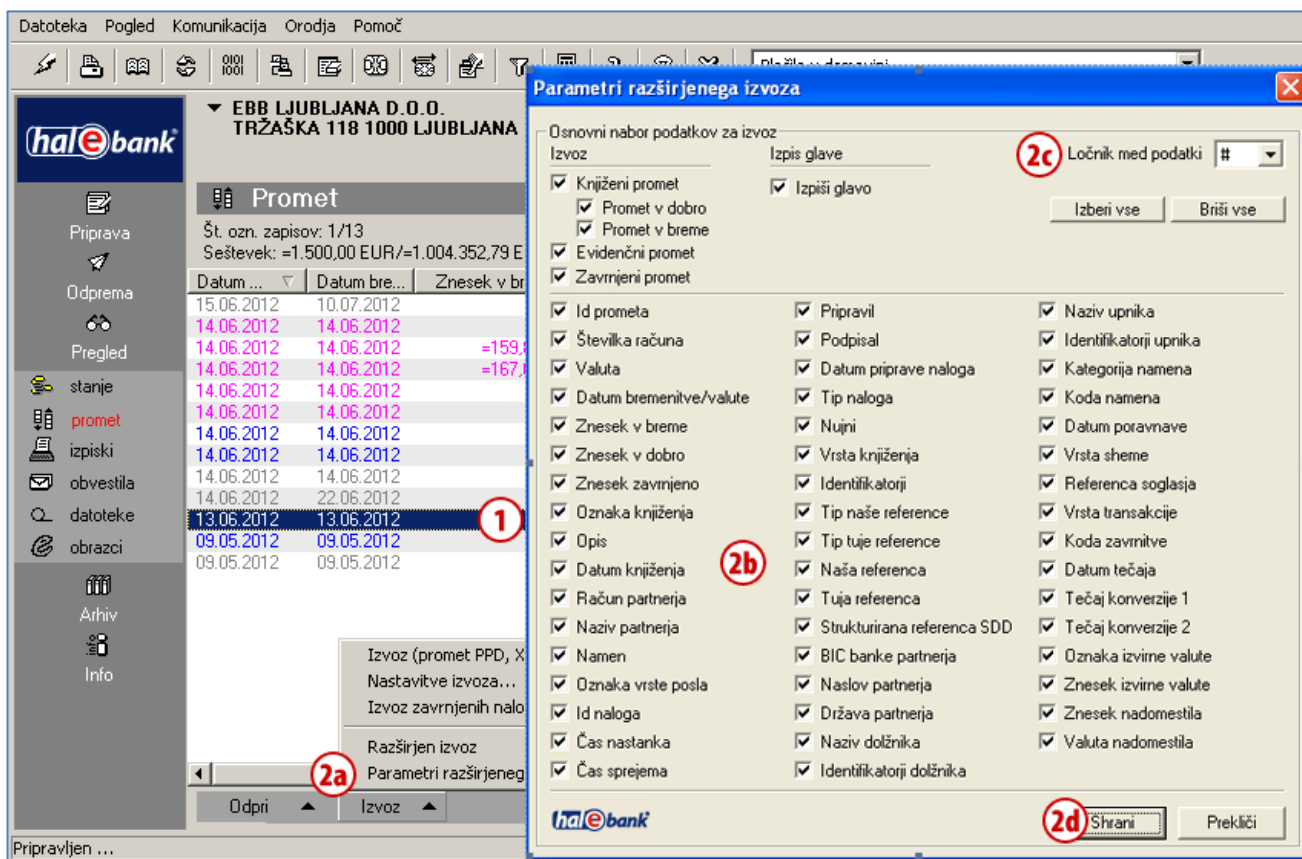 Datoteka Pogled Komunikacija Orodja Pomoč
halebank
EBB LJUBLJANA D.O.O.
TRŽAŠKA 118 1000 LJUBLJANA
Promet
Št. ozn. zapisov: 1/13
Seštevek: =1.500,00 EUR/=1.004.352,79 E
Datum ... Datum bre... Znesek v br
15.06.2012 10.07.2012
14.06.2012 14.06.2012
14.06.2012 14.06.2012 =159,
14.06.2012 14.06.2012 =167,
14.06.2012 14.06.2012
14.06.2012 14.06.2012
14.06.2012 14.06.2012
14.06.2012 14.06.2012
14.06.2012 14.06.2012
14.06.2012 22.06.2012
13.06.2012 13.06.2012
09.05.2012 09.05.2012
09.05.2012 09.05.2012
1
Priprava
Odprema
Pregled
stanje
promet
izpiski
obvestila
datoteke
obrazci
Arhiv
Info
Izvoz (promet PPD, X
Nastavitve izvoza...
Izvoz zavrnjenih nalo
Razširjen izvoz
2a Parametri razširjeneg
Odpri Izvoz
Pripravljen ...
Parametri razširjenega izvoza
Osnovni nabor podatkov za izvoz
Izvoz Izpis glave
2c Ločnik med podatki #
Knjiženi promet Izpiši glavo
Promet v dobro
Promet v breme
Evidenčni promet
Zavrnjeni promet
Izberi vse Briši vse
Id prometa Pripravil Naziv upnika
Številka računa Podpisal Identifikatorji upnika
Valuta Datum priprave naloga Kategorija namena
Datum bremenitve/valute Tip naloga Koda namena
Znesek v breme Nujni Datum poravnave
Znesek v dobro Vrsta knjiženja Vrsta sheme
Znesek zavrnjeno Identifikatorji Referenca soglasja
Oznaka knjiženja Tip naše reference Vrsta transakcije
Opis Tip tuje reference Koda zavrnitve
2b
Datum knjiženja Naša referenca Datum tečaja
Račun partnerja Tuja referenca Tečaj konverzije 1
Naziv partnerja Strukturirana referenca SDD Tečaj konverzije 2
Namen BIC banke partnerja Oznaka izvirne valute
Oznaka vrste posla Naslov partnerja Znesek izvirne valute
Id naloga Država partnerja Znesek nadomestila
Čas nastanka Naziv dolžnika Valuta nadomestila
Čas sprejema Identifikatorji dolžnika
halebank
2d Shrani Prekliči